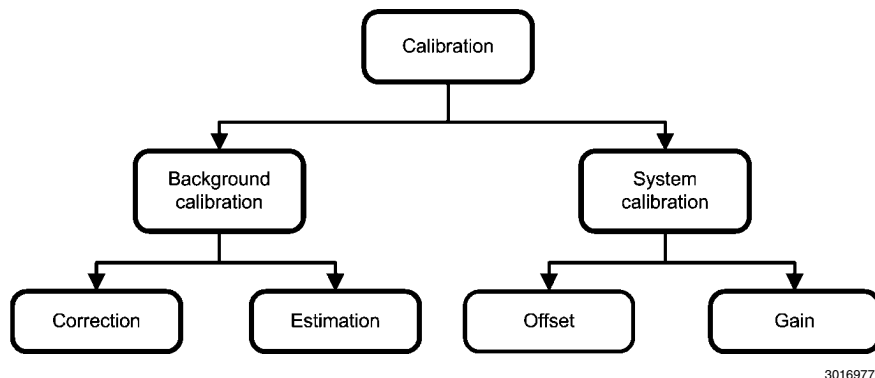 Calibration
Background
calibration
System
calibration
Correction
Estimation
Offset
Gain
3016977